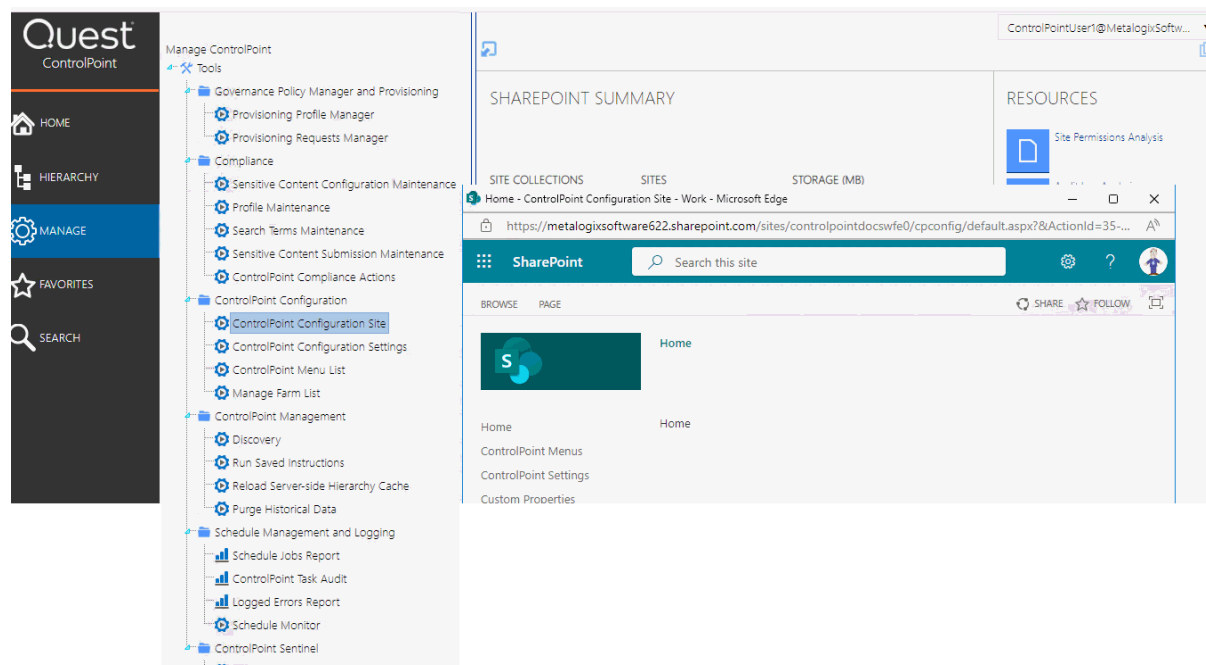 Quest
ControlPoint
HOME
HIERARCHY
MANAGE
FAVORITES
SEARCH
Manage ControlPoint
Tools
Governance Policy Manager and Provisioning
Provisioning Profile Manager
Provisioning Requests Manager
Compliance
Sensitive Content Configuration Maintenance
Profile Maintenance
Search Terms Maintenance
Sensitive Content Submission Maintenance
ControlPoint Compliance Actions
ControlPoint Configuration
ControlPoint Configuration Site
ControlPoint Configuration Settings
ControlPoint Menu List
Manage Farm List
ControlPoint Management
Discovery
Run Saved Instructions
Reload Server-side Hierarchy Cache
Purge Historical Data
Schedule Management and Logging
Schedule Jobs Report
ControlPoint Task Audit
Logged Errors Report
Schedule Monitor
ControlPoint Sentinel
ControlPointUser1@MetalogixSoftw...
SHAREPOINT SUMMARY
RESOURCES
Site Permissions Analysis
SITE COLLECTIONS SITES STORAGE (MB)
Home - ControlPoint Configuration Site - Work - Microsoft Edge
https://metalogixsoftware622.sharepoint.com/sites/controlpointdocswfe0/cpconfig/default.aspx?&ActionId=35-...
SharePoint
Search this site
BROWSE PAGE
SHARE FOLLOW
S
Home
Home
Home
ControlPoint Menus
ControlPoint Settings
Custom Properties